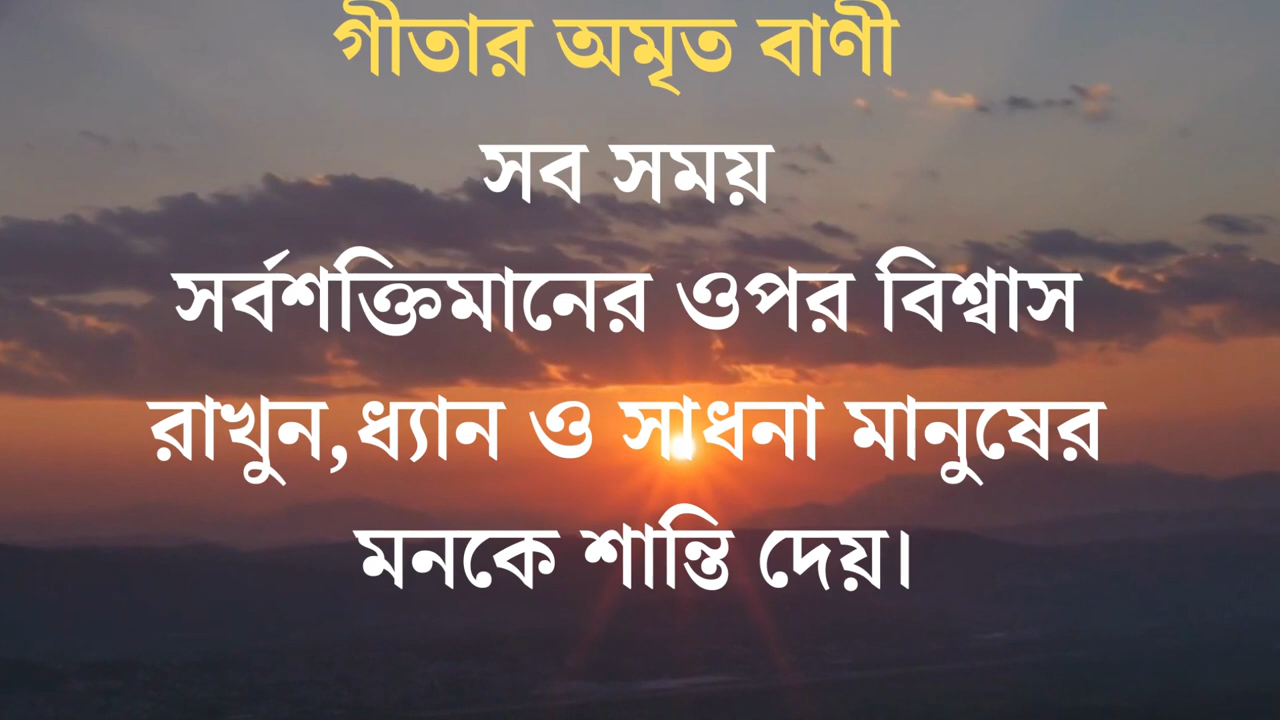 গীতার অমৃত বাণী
সব সময়
সর্বশক্তিমানের ওপর বিশ্বাস
রাখুন,ধ্যান ও সাধনা মানুষের
মনকে শান্তি দেয়।